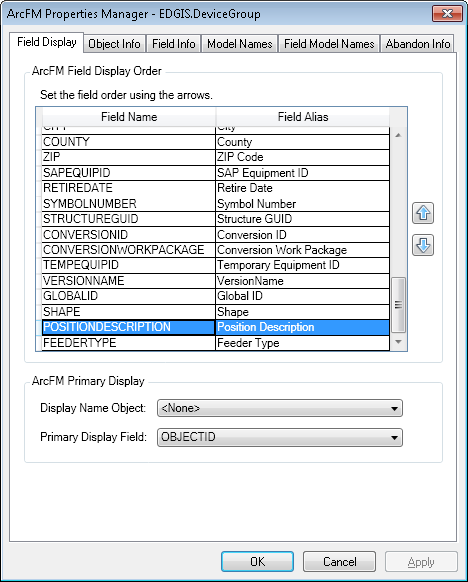 ArcFM Properties Manager - EDGIS.DeviceGroup
Field Display Object Info Field Info Model Names Field Model Names Abandon Info
ArcFM Field Display Order
Set the field order using the arrows.
Field Name Field Alias
CITY City
COUNTY County
ZIP ZIP Code
SAPEQUIPID SAP Equipment ID
RETIREDATE Retire Date
SYMBOLNUMBER Symbol Number
STRUCTUREGUID Structure GUID
CONVERSIONID Conversion ID
CONVERSIONWORKPACKAGE Conversion Work Package
TEMPEQUIPID Temporary Equipment ID
VERSIONNAME VersionName
GLOBALID Global ID
SHAPE Shape
POSITIONDESCRIPTION Position Description
FEEDERTYPE Feeder Type
ArcFM Primary Display
Display Name Object: <None>
Primary Display Field: OBJECTID
OK Cancel Apply